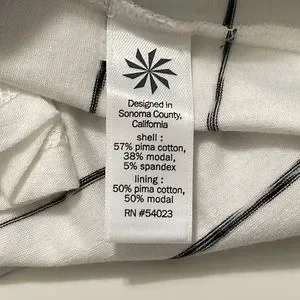 Designed in
Sonoma County,
California
shell :
57% pima cotton,
38% modal,
5% spandex
lining :
50% pima cotton,
50% modal
RN #54023